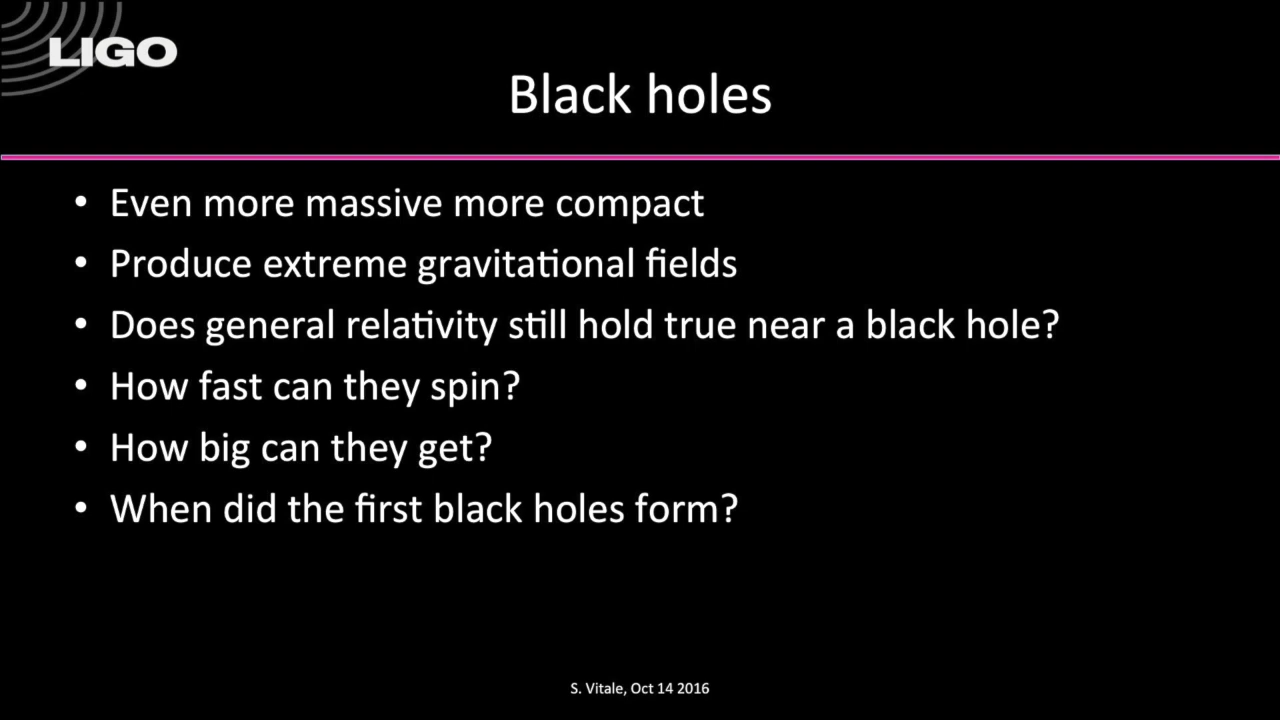 LIGO
Black holes
• Even more massive more compact
• Produce extreme gravitational fields
• Does general relativity still hold true near a black hole?
• How fast can they spin?
• How big can they get?
• When did the first black holes form?
S. Vitale, Oct 14 2016